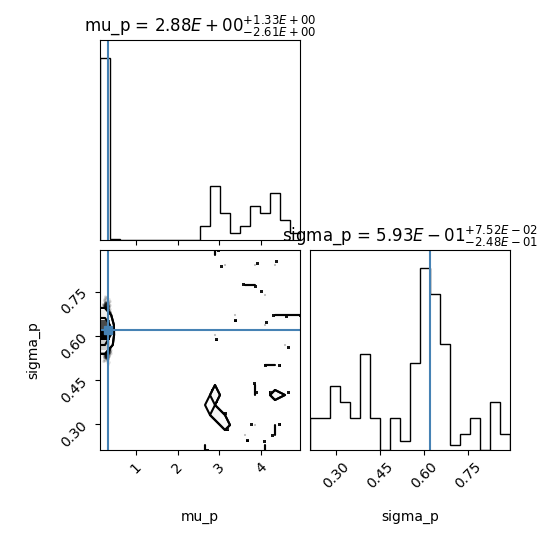 mu_p = 2.88E + 00+1.33E + 00−2.61E + 00
sigma_p = 5.93E − 01+7.52E − 02−2.48E − 01
sigma_p
0.75
0.60
0.45
0.30
1 2 3 4
0.30 0.45 0.60 0.75
mu_p
sigma_p